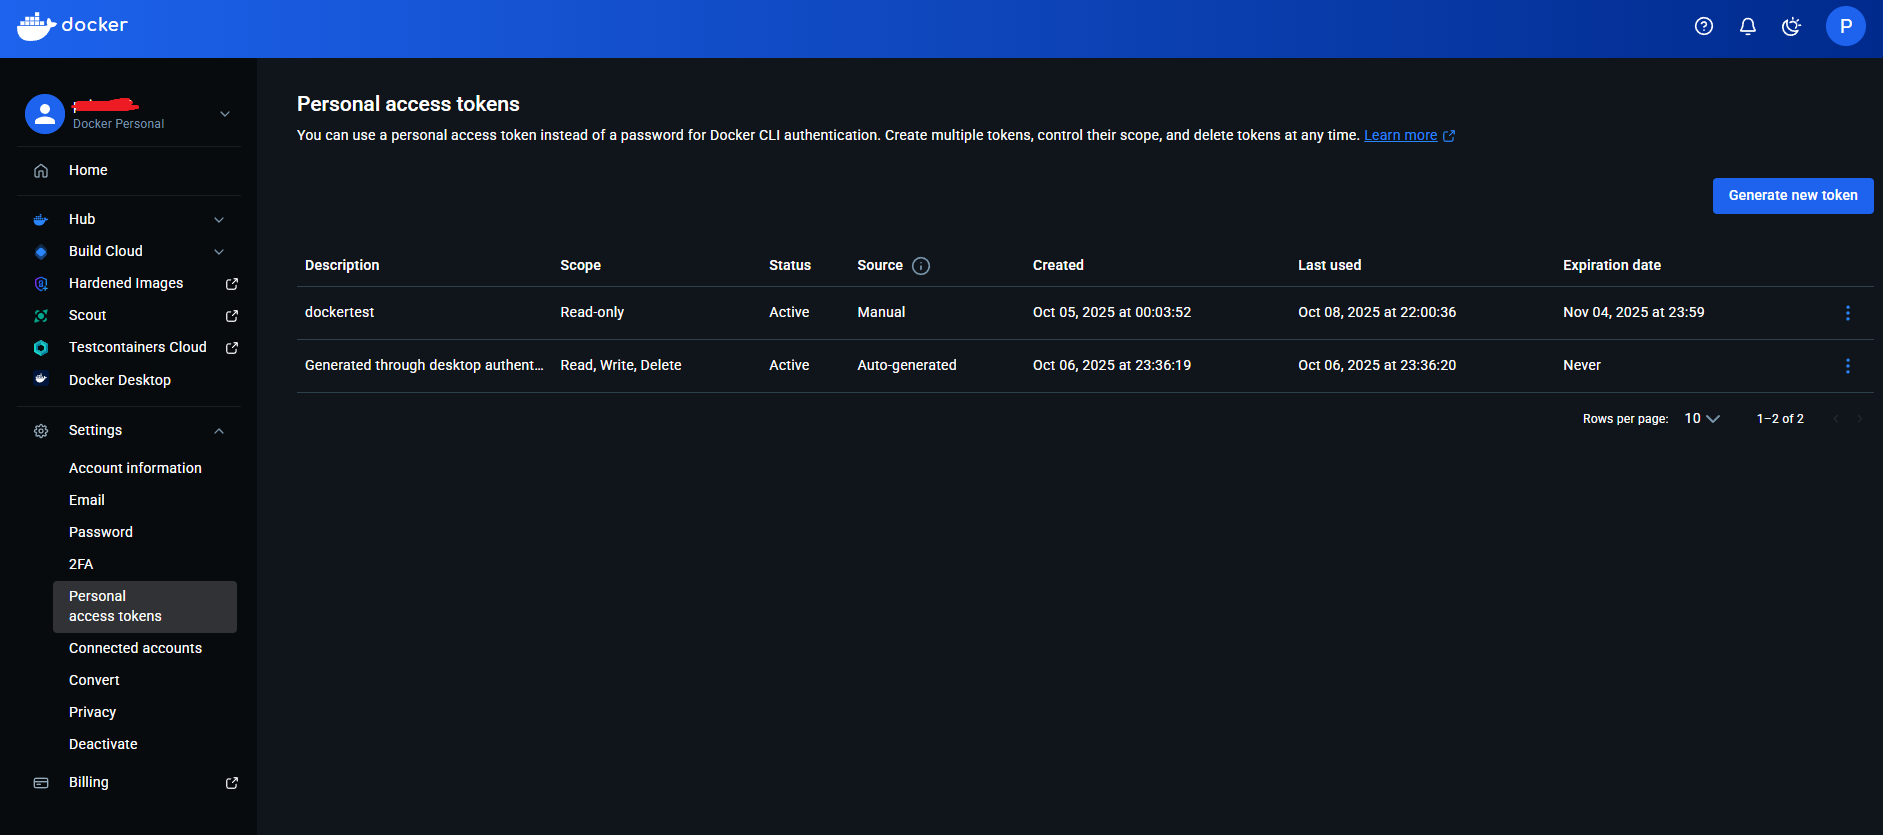 docker
P
Docker Personal
Home
Hub
Build Cloud
Hardened Images
Scout
Testcontainers Cloud
Docker Desktop
Settings
Account information
Email
Password
2FA
Personal
access tokens
Connected accounts
Convert
Privacy
Deactivate
Billing
Personal access tokens
You can use a personal access token instead of a password for Docker CLI authentication. Create multiple tokens, control their scope, and delete tokens at any time. Learn more
Generate new token
Description Scope Status Source Created Last used Expiration date
dockertest Read-only Active Manual Oct 05, 2025 at 00:03:52 Oct 08, 2025 at 22:00:36 Nov 04, 2025 at 23:59
Generated through desktop authent... Read, Write, Delete Active Auto-generated Oct 06, 2025 at 23:36:19 Oct 06, 2025 at 23:36:20 Never
Rows per page: 10 1–2 of 2